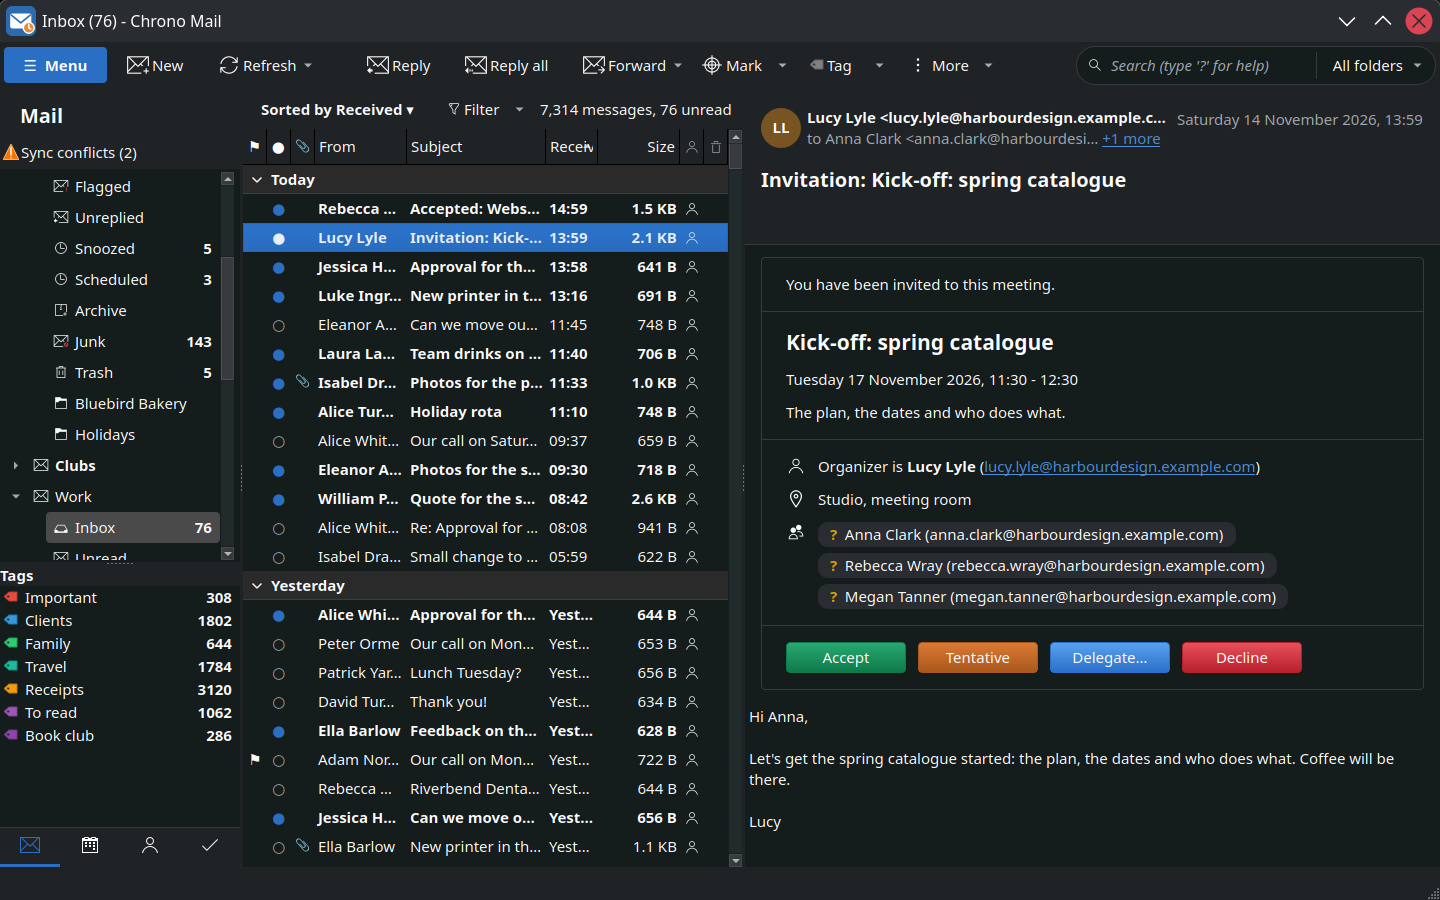 Inbox (76) - Chrono Mail
Menu
New
Refresh
Reply
Reply all
Forward
Mark
Tag
More
Search (type '?' for help)
All folders
Mail
Sync conflicts (2)
Flagged
Unreplied
Snoozed 5
Scheduled 3
Archive
Junk 143
Trash 5
Bluebird Bakery
Holidays
Clubs
Work
Inbox 76
Unread
Tags
Important 308
Clients 1802
Family 644
Travel 1784
Receipts 3120
To read 1062
Book club 286
Sorted by Received
Filter
7,314 messages, 76 unread
From Subject Size
Today
Rebecca ... Accepted: Webs... 14:59 1.5 KB
Lucy Lyle Invitation: Kick-... 13:59 2.1 KB
Jessica H... Approval for th... 13:58 641 B
Luke Ingr... New printer in t... 13:16 691 B
Eleanor A... Can we move ou... 11:45 748 B
Laura La... Team drinks on ... 11:40 706 B
Isabel Dr... Photos for the p... 11:33 1.0 KB
Alice Tur... Holiday rota 11:10 748 B
Alice Whit... Our call on Satur... 09:37 659 B
Eleanor A... Photos for the s... 09:30 718 B
William P... Quote for the s... 08:42 2.6 KB
Alice Whit... Re: Approval for ... 08:08 941 B
Isabel Dra... Small change to ... 05:59 622 B
Yesterday
Alice Whi... Approval for th... Yest... 644 B
Peter Orme Our call on Mon... Yest... 653 B
Patrick Yar... Lunch Tuesday? Yest... 656 B
David Tur... Thank you! Yest... 634 B
Ella Barlow Feedback on th... Yest... 628 B
Adam Nor... Our call on Mon... Yest... 722 B
Rebecca ... Riverbend Denta... Yest... 644 B
Jessica H... Can we move o... Yest... 656 B
Ella Barlow New printer in th... Yest... 1.1 KB
LL
Lucy Lyle <lucy.lyle@harbourdesign.example.c... Saturday 14 November 2026, 13:59
to Anna Clark <anna.clark@harbourdesi... +1 more
Invitation: Kick-off: spring catalogue
You have been invited to this meeting.
Kick-off: spring catalogue
Tuesday 17 November 2026, 11:30 - 12:30
The plan, the dates and who does what.
Organizer is Lucy Lyle (lucy.lyle@harbourdesign.example.com)
Studio, meeting room
? Anna Clark (anna.clark@harbourdesign.example.com)
? Rebecca Wray (rebecca.wray@harbourdesign.example.com)
? Megan Tanner (megan.tanner@harbourdesign.example.com)
Accept
Tentative
Delegate...
Decline
Hi Anna,
Let's get the spring catalogue started: the plan, the dates and who does what. Coffee will be
there.
Lucy